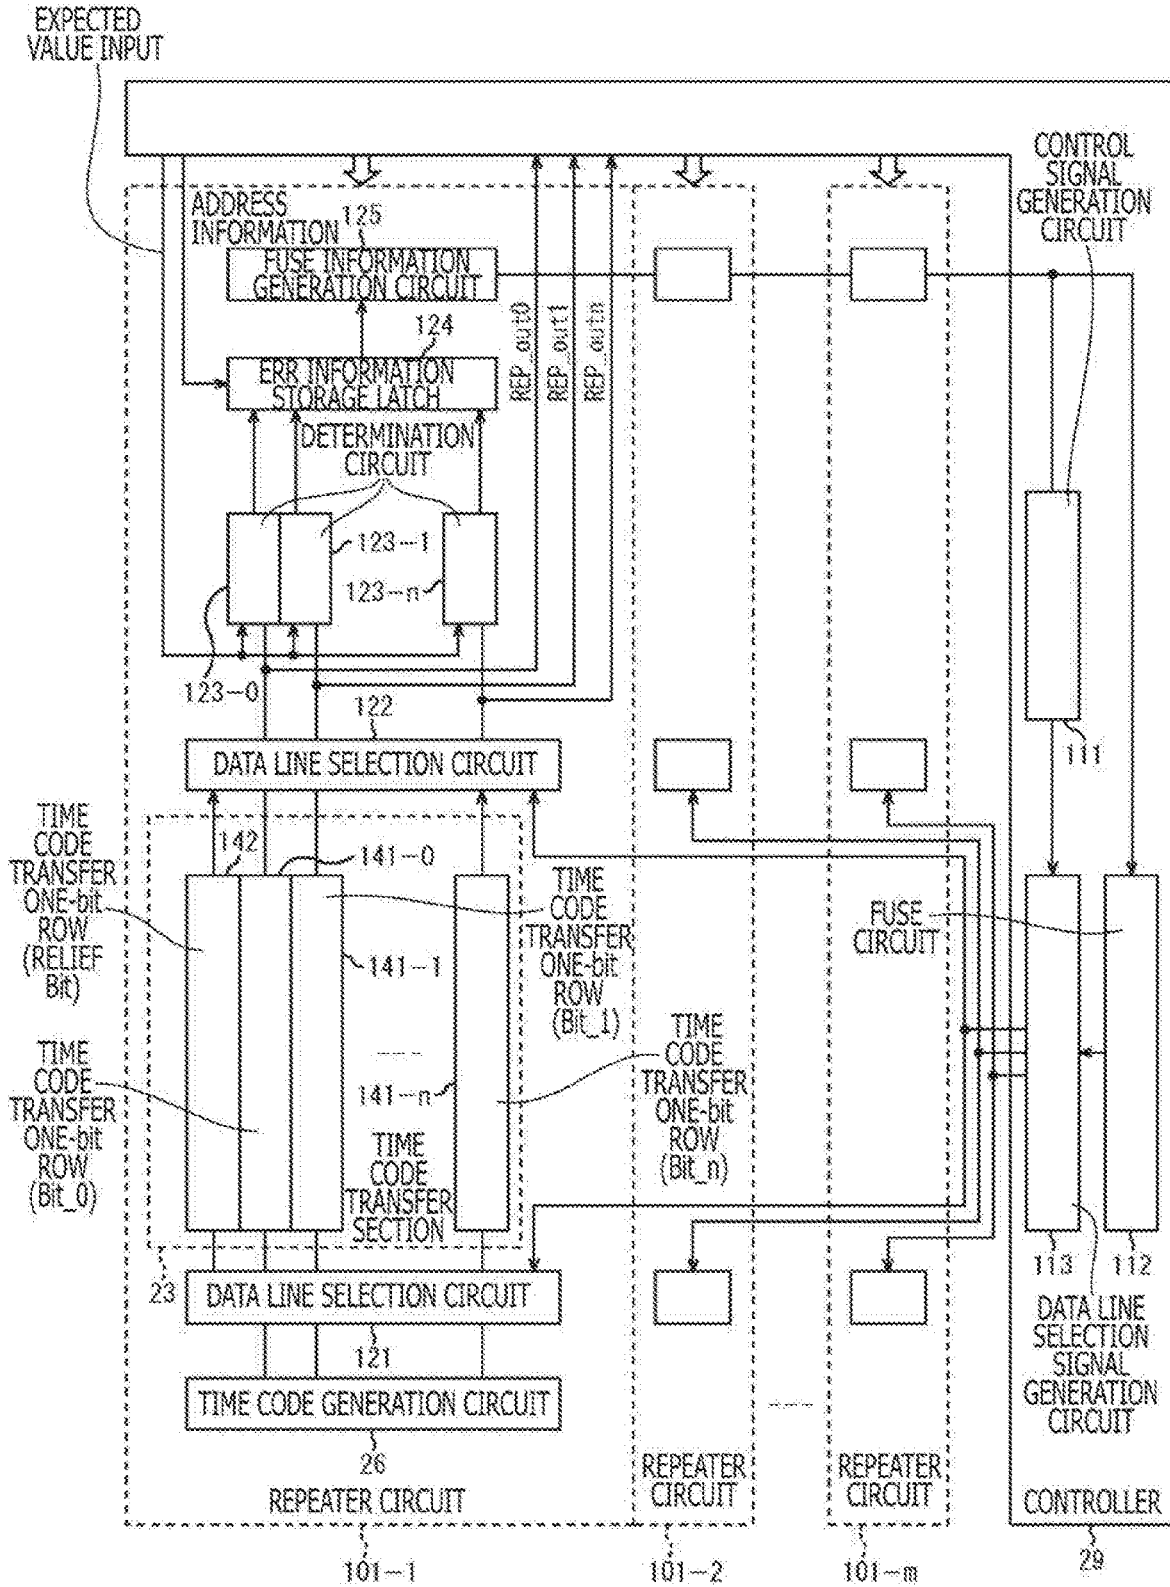 EXPECTED
VALUE INPUT
CONTROL
SIGNAL
GENERATION
CIRCUIT
ADDRESS
INFORMATION
125
FUSE INFORMATION
GENERATION CIRCUIT
124
ERR INFORMATION
STORAGE LATCH
REP_out0
REP_out1
REP_outn
DETERMINATION
CIRCUIT
123-1
123-n
123-0
111
122
DATA LINE SELECTION CIRCUIT
TIME
CODE
TRANSFER
ONE-bit
ROW
(RELIEF
Bit)
142
141-0
TIME
CODE
TRANSFER
ONE-bit
ROW
(Bit_1)
FUSE
CIRCUIT
141-1
TIME
CODE
TRANSFER
ONE-bit
ROW
(Bit_0)
141-n
TIME
CODE
TRANSFER
ONE-bit
ROW
(Bit_n)
TIME
CODE
TRANSFER
SECTION
23
113
112
DATA LINE SELECTION CIRCUIT
121
DATA LINE
SELECTION
SIGNAL
GENERATION
CIRCUIT
TIME CODE GENERATION CIRCUIT
26
REPEATER CIRCUIT
REPEATER
CIRCUIT
REPEATER
CIRCUIT
CONTROLLER
101-1
101-2
101-m
29